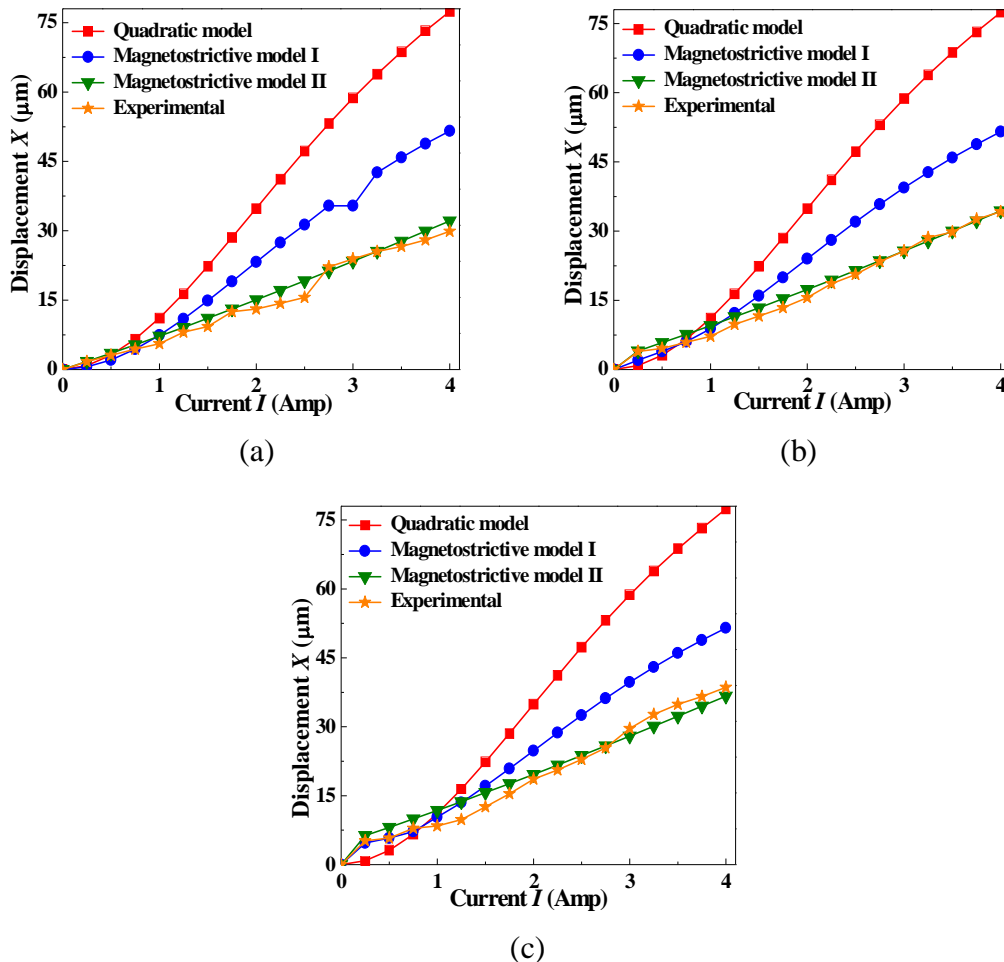 75
60
45
30
15
0
Displacement X (μm)
Quadratic model
Magnetostrictive model I
Magnetostrictive model II
Experimental
0 1 2 3 4
Current I (Amp)
(a)
75
60
45
30
15
0
Displacement X (μm)
Quadratic model
Magnetostrictive model I
Magnetostrictive model II
Experimental
0 1 2 3 4
Current I (Amp)
(b)
75
60
45
30
15
0
Displacement X (μm)
Quadratic model
Magnetostrictive model I
Magnetostrictive model II
Experimental
0 1 2 3 4
Current I (Amp)
(c)